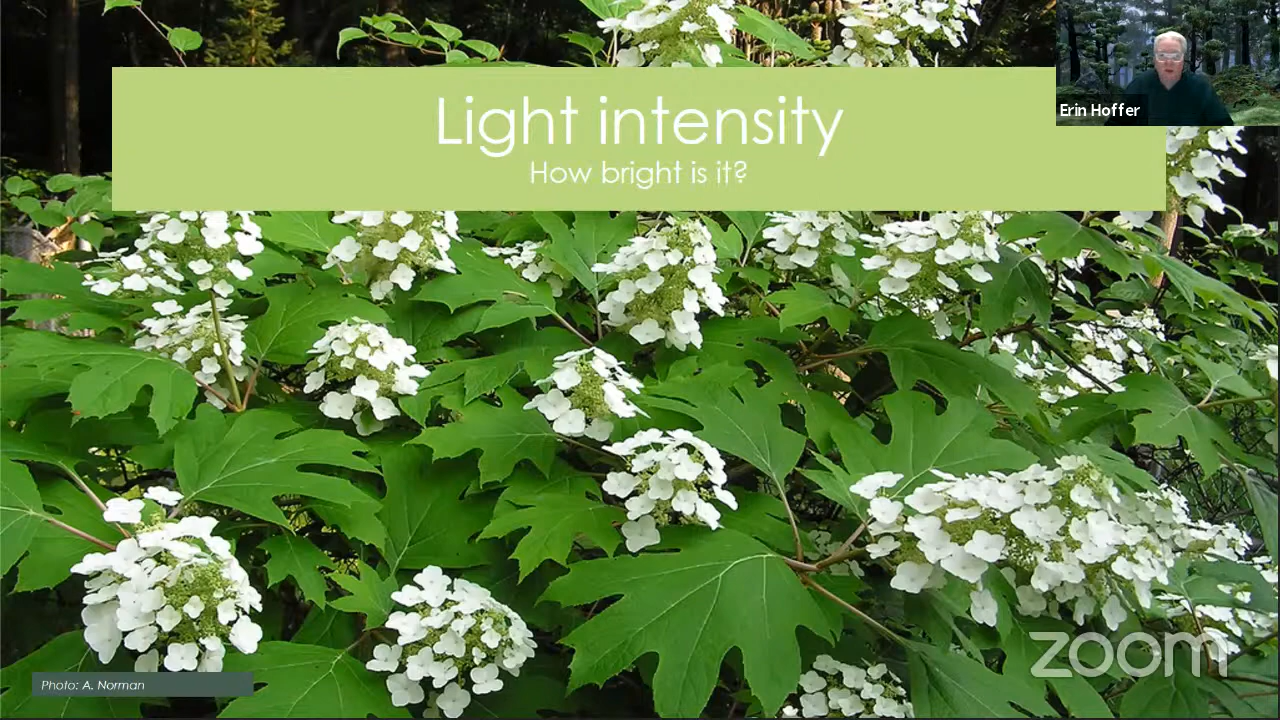 Light intensity
How bright is it?
Erin Hoffer
Photo: A. Norman
zoom